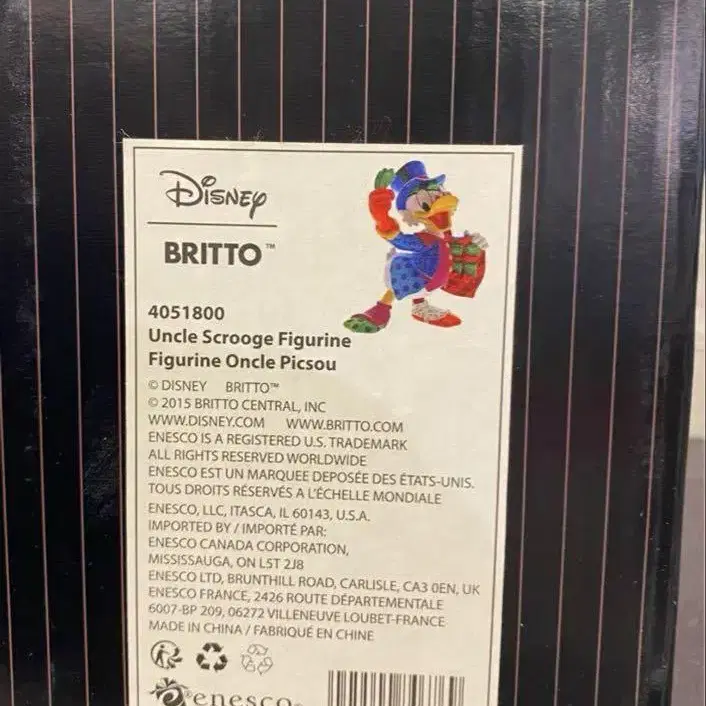 Disney
BRITTO™
4051800
Uncle Scrooge Figurine
Figurine Oncle Picsou
© DISNEY BRITTO™
© 2015 BRITTO CENTRAL, INC
WWW.DISNEY.COM WWW.BRITTO.COM
ENESCO IS A REGISTERED U.S. TRADEMARK
ALL RIGHTS RESERVED WORLDWIDE
ENESCO EST UN MARQUEE DEPOSÉE DES ÉTATS-UNIS.
TOUS DROITS RÉSERVÉS A L'ÉCHELLE MONDIALE
ENESCO, LLC, ITASCA, IL 60143, U.S.A.
IMPORTED BY / IMPORTÉ PAR:
ENESCO CANADA CORPORATION,
MISSISSAUGA, ON L5T 2J8
ENESCO LTD, BRUNTHILL ROAD, CARLISLE, CA3 0EN, UK
ENESCO FRANCE, 2426 ROUTE DÉPARTEMENTALE
6007-BP 209, 06272 VILLENEUVE LOUBET-FRANCE
MADE IN CHINA / FABRIQUÉ EN CHINE
enesco